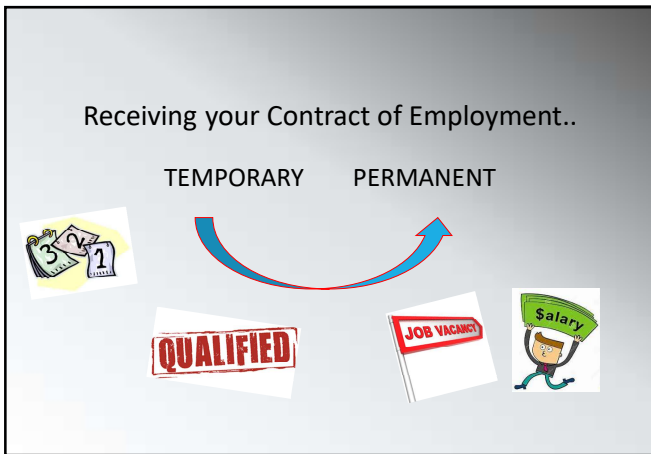 Receiving your Contract of Employment..
TEMPORARY PERMANENT
3 2 1
QUALIFIED
JOB VACANCY
$alary